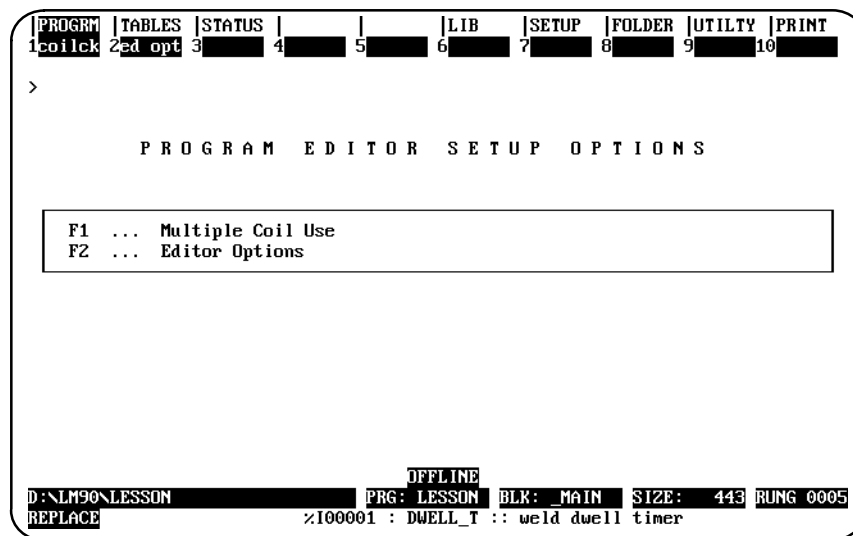 |PROGRM |TABLES |STATUS | | |LIB |SETUP |FOLDER |UTILTY |PRINT
1coilck 2ed opt 3 4 5 6 7 8 9 10
>
P R O G R A M E D I T O R S E T U P O P T I O N S
F1 ... Multiple Coil Use
F2 ... Editor Options
OFFLINE
D:\LM90\LESSON PRG: LESSON BLK: _MAIN SIZE: 443 RUNG 0005
REPLACE %I00001 : DWELL_T :: weld dwell timer